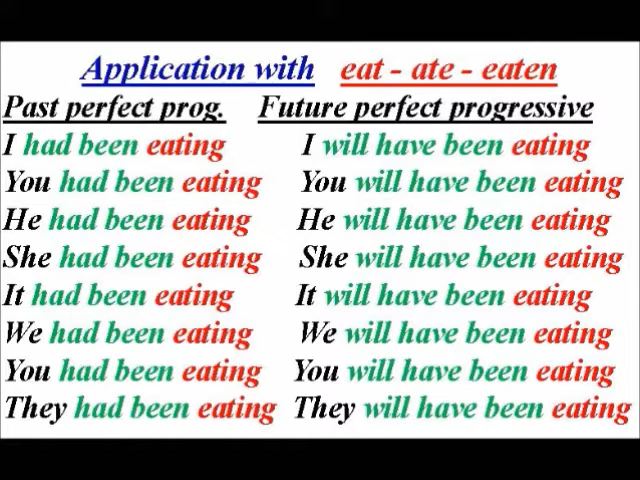 Application with eat - ate - eaten
Past perfect prog. Future perfect progressive
I had been eating I will have been eating
You had been eating You will have been eating
He had been eating He will have been eating
She had been eating She will have been eating
It had been eating It will have been eating
We had been eating We will have been eating
You had been eating You will have been eating
They had been eating They will have been eating